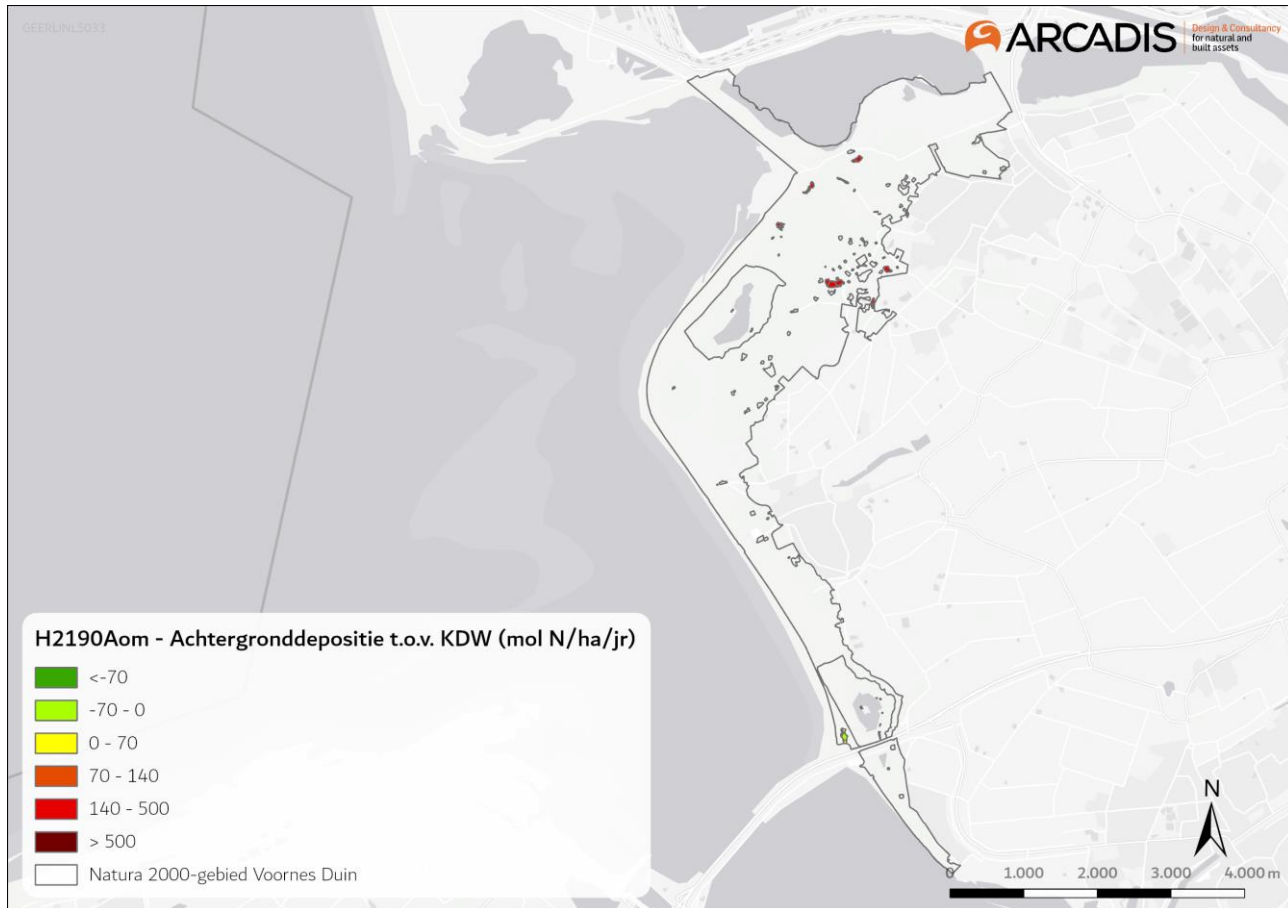 GEERLINL5033
ARCADIS
Design & Consultancy
for natural and
built assets
H2190Aom - Achtergronddepositie t.o.v. KDW (mol N/ha/jr)
<-70
-70 - 0
0 - 70
70 - 140
140 - 500
> 500
Natura 2000-gebied Voornes Duin
N
0 1.000 2.000 3.000 4.000 m